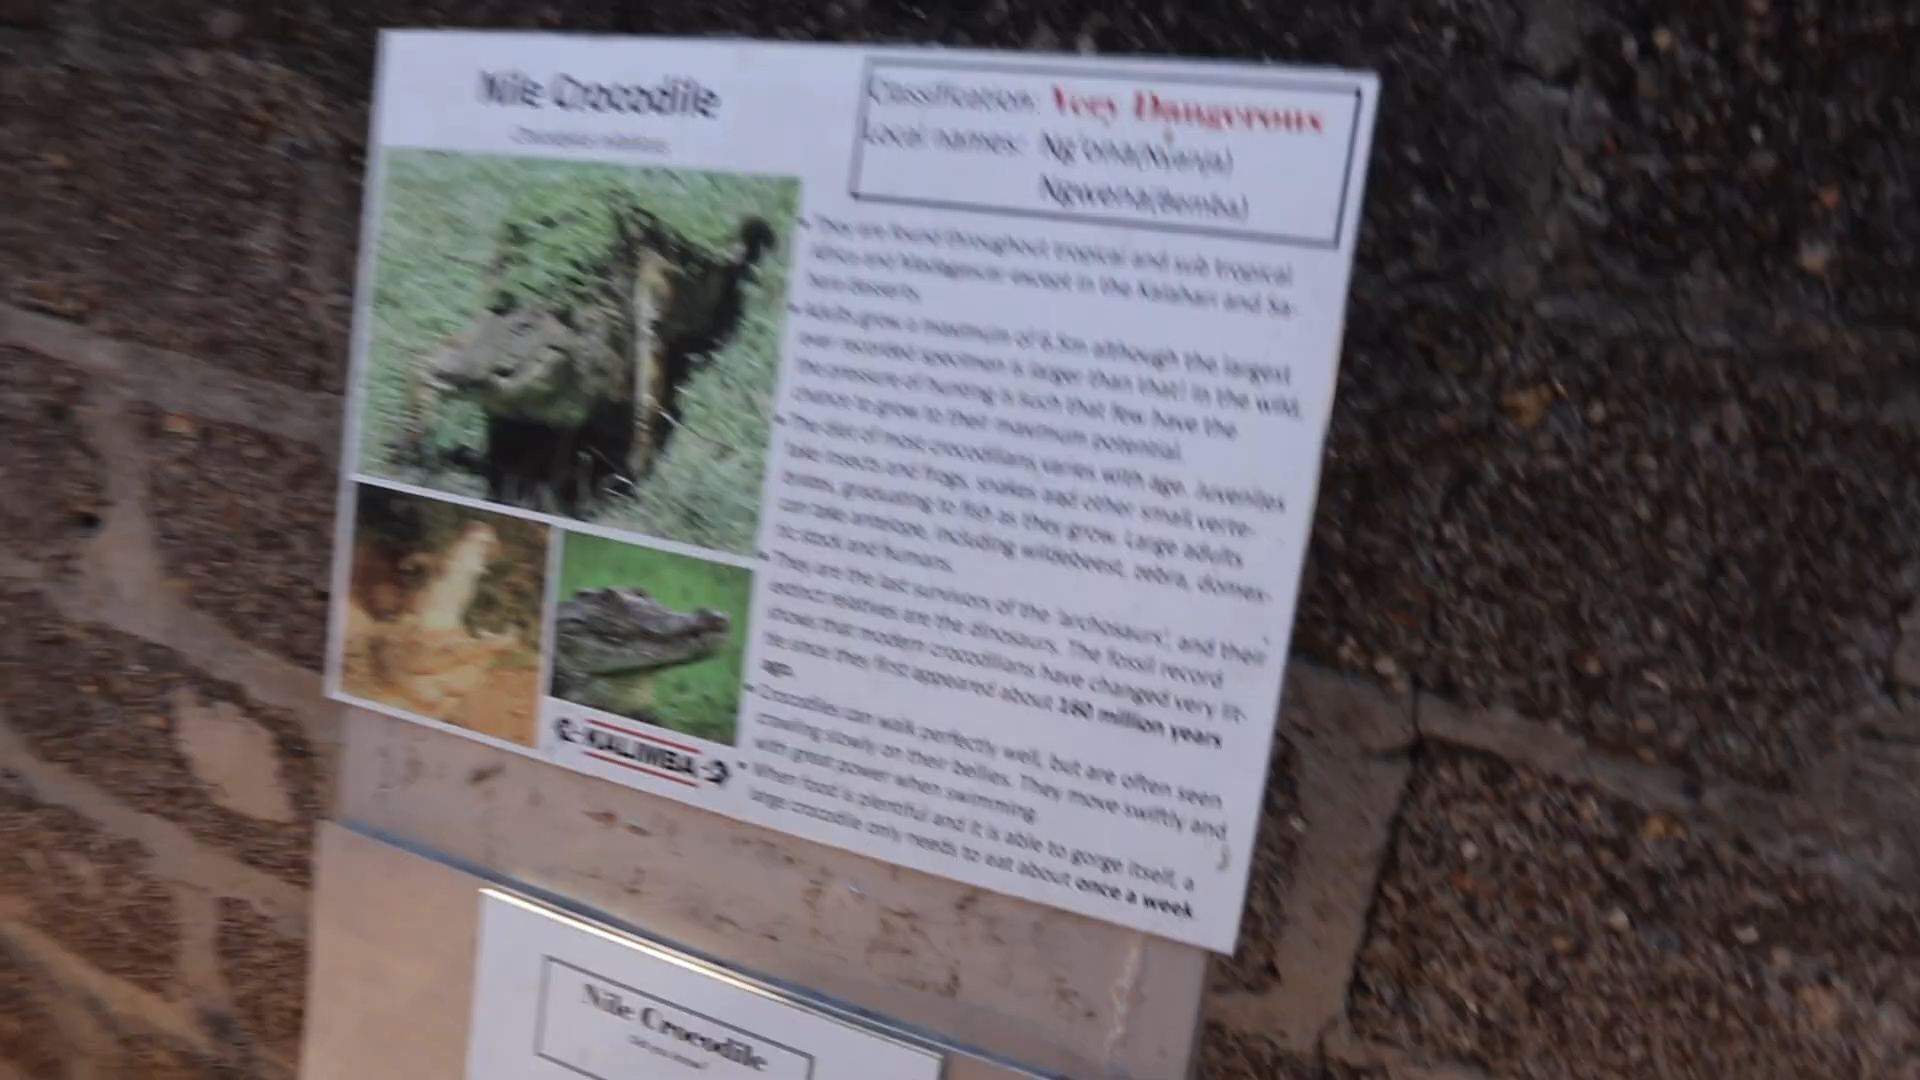 Nile Crocodile
Classification: Very Dangerous
Local names: Ng'ona(Nyanja)
Ngwena(Bemba)
They are found throughout tropical and sub tropical
Africa and Madagascar except in the Kalahari and Sa-
hara desserts.
Adults grow a maximum of 6.5m although the largest
ever recorded specimen is larger than that! In the wild,
the pressure of hunting is such that few have the
chance to grow to their maximum potential.
The diet of most crocodilians varies with age. Juveniles
take insects and frogs, snakes and other small verte-
brates, graduating to fish as they grow. Large adults
can take antelope, including wildebeest, zebra, domes-
tic stock and humans.
They are the last survivors of the 'archosaurs', and their
extinct relatives are the dinosaurs. The fossil record
shows that modern crocodilians have changed very lit-
tle since they first appeared about 160 million years
ago.
Crocodiles can walk perfectly well, but are often seen
crawling slowly on their bellies. They move swiftly and
with great power when swimming.
When food is plentiful and it is able to gorge itself, a
large crocodile only needs to eat about once a week
KALIMBA
Nile Crocodile